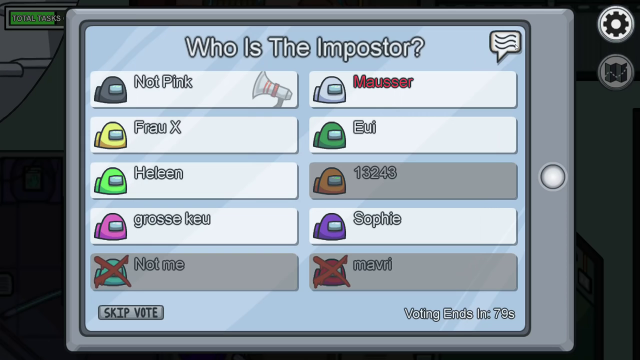 TOTAL TASKS
Who Is The Impostor?
Not Pink
Mausser
Frau X
Eui
Heleen
13243
grosse keu
Sophie
Not me
mavri
SKIP VOTE
Voting Ends In: 79s